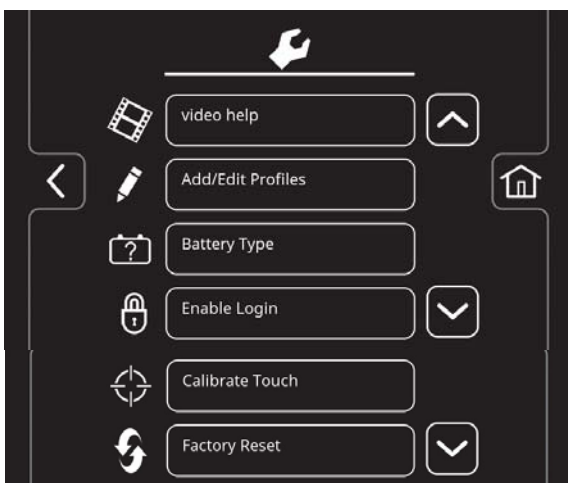 video help
Add/Edit Profiles
Battery Type
Enable Login
Calibrate Touch
Factory Reset